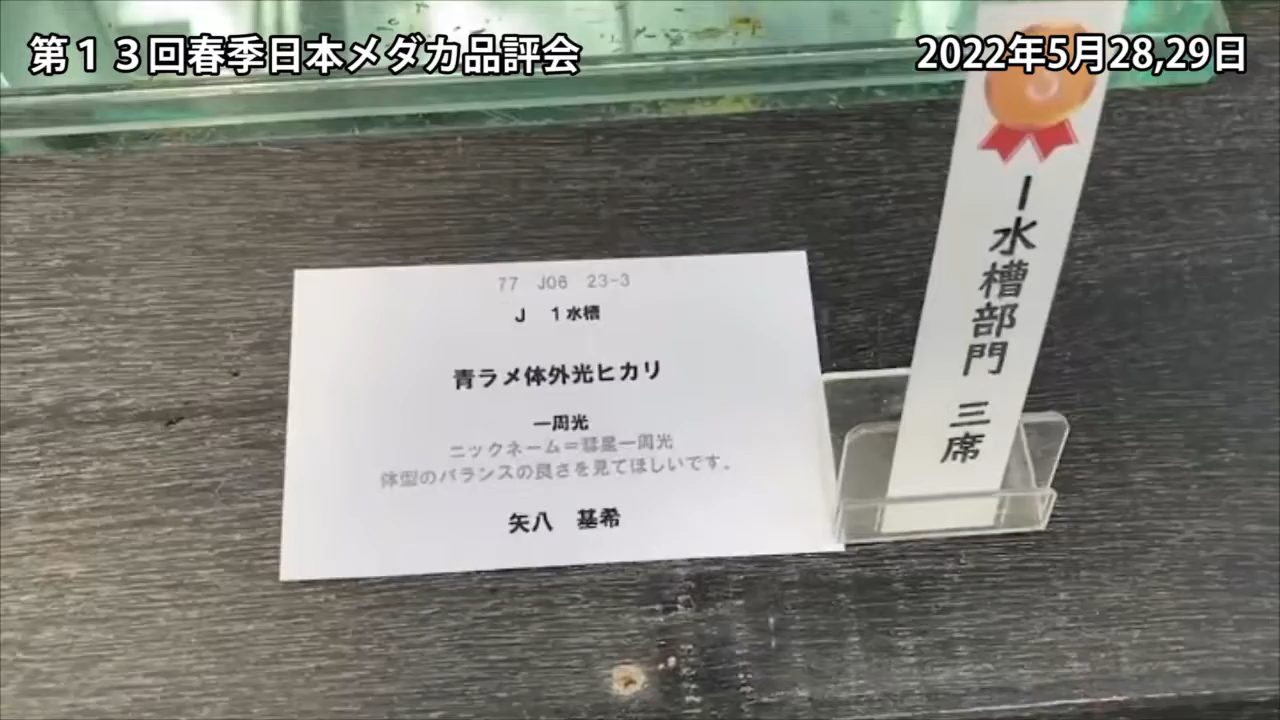 第１３回春季日本メダカ品評会
2022年5月28,29日
77 J06 23-3
J 1水槽
青ラメ体外光ヒカリ
一周光
ニックネーム＝彗星一周光
体型のバランスの良さを見てほしいです。
矢八 基希
1水槽部門 三席